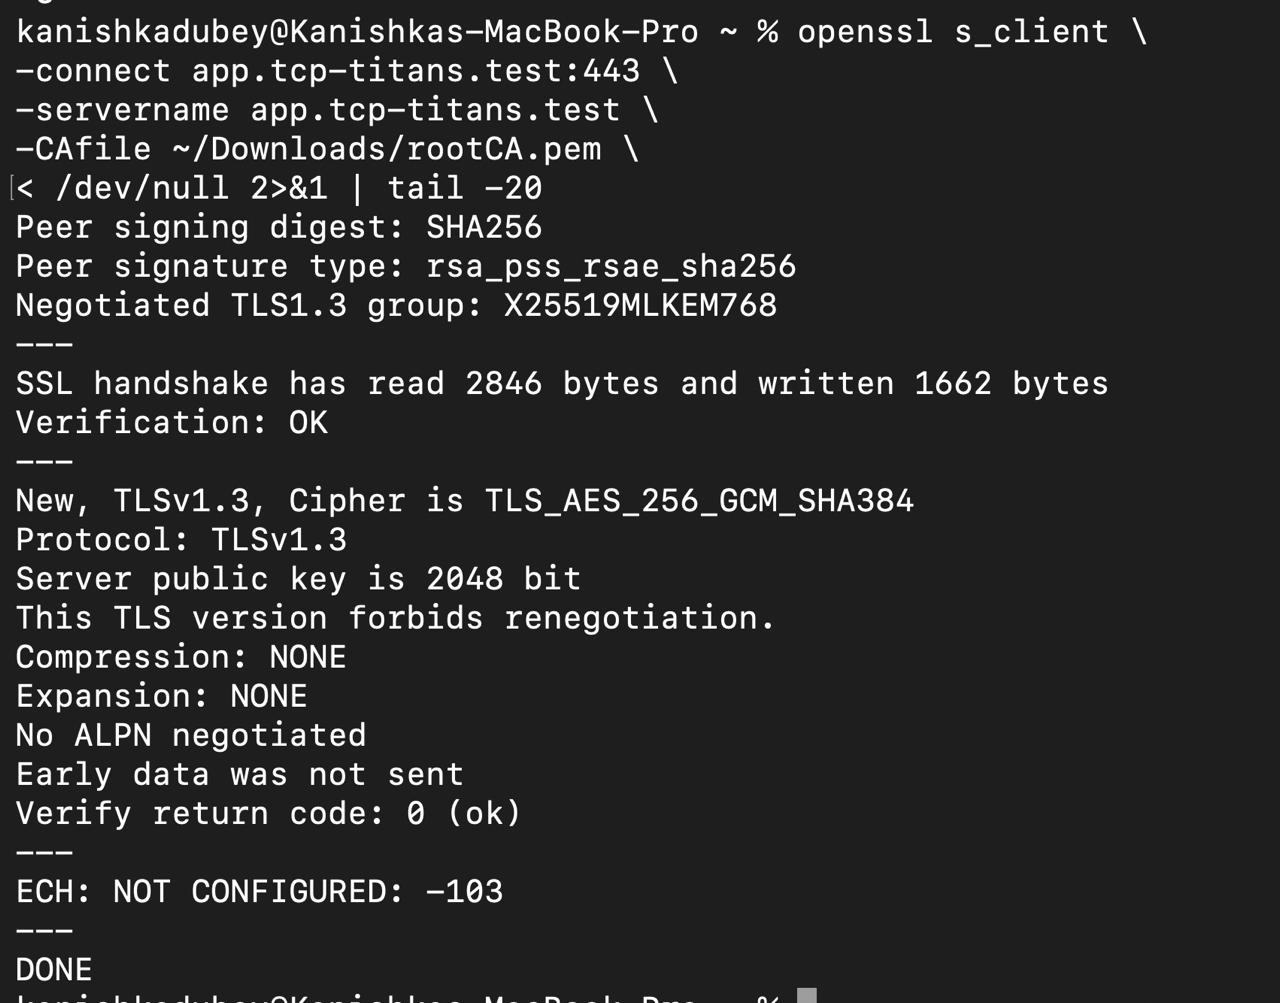 kanishkadubey@Kanishkas-MacBook-Pro ~ % openssl s_client \
-connect app.tcp-titans.test:443 \
-servername app.tcp-titans.test \
-CAfile ~/Downloads/rootCA.pem \
[< /dev/null 2>&1 | tail -20
Peer signing digest: SHA256
Peer signature type: rsa_pss_rsae_sha256
Negotiated TLS1.3 group: X25519MLKEM768
---
SSL handshake has read 2846 bytes and written 1662 bytes
Verification: OK
---
New, TLSv1.3, Cipher is TLS_AES_256_GCM_SHA384
Protocol: TLSv1.3
Server public key is 2048 bit
This TLS version forbids renegotiation.
Compression: NONE
Expansion: NONE
No ALPN negotiated
Early data was not sent
Verify return code: 0 (ok)
---
ECH: NOT CONFIGURED: -103
---
DONE
kanishkadubey@Kanishkas-MacBook-Pro ~ %